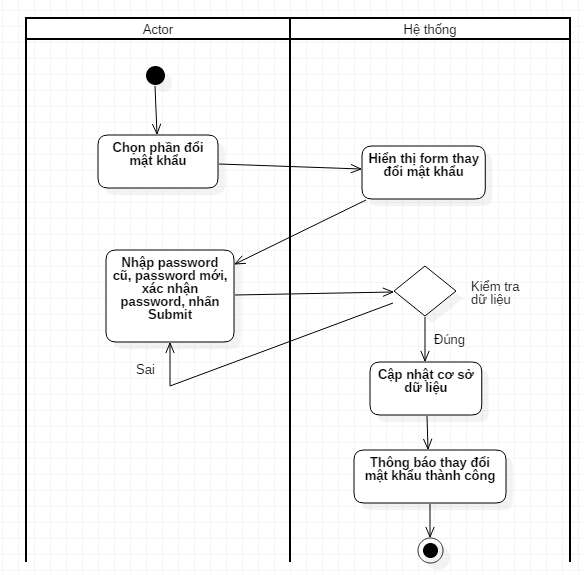 Actor
Hệ thống
Chọn phần đổi
mật khẩu
Hiển thị form thay
đổi mật khẩu
Nhập password
cũ, password mới,
xác nhận
password, nhấn
Submit
Kiểm tra
dữ liệu
Đúng
Sai
Cập nhật cơ sở
dữ liệu
Thông báo thay đổi
mật khẩu thành công